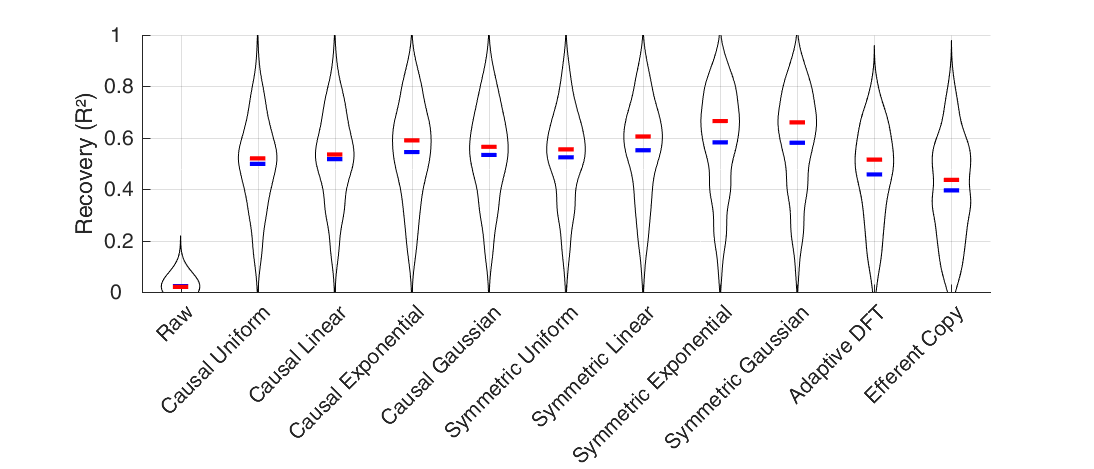 Recovery (R²)
1
0.8
0.6
0.4
0.2
0
Raw
Causal Uniform
Causal Linear
Causal Exponential
Causal Gaussian
Symmetric Uniform
Symmetric Linear
Symmetric Exponential
Symmetric Gaussian
Adaptive DFT
Efferent Copy